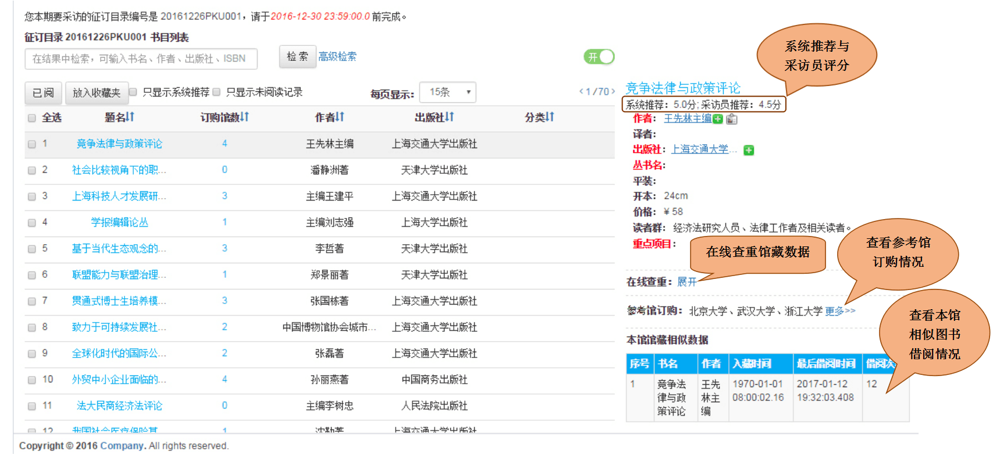 您本期要采访的征订目录编号是 20161226PKU001，请于2016-12-30 23:59:00.0 前完成。
征订目录 20161226PKU001 书目列表
在结果中检索，可输入书名、作者、出版社、ISBN
检 索 高级检索
开
已 阅 放入收藏夹 只显示系统推荐 只显示未阅读记录 每页显示： 15条 ‹ 1 /70 ›
全选 题名 订购馆数 作者 出版社 分类
1 竞争法律与政策评论 4 王先林主编 上海交通大学出版社
2 社会比较视角下的职... 0 潘静洲著 天津大学出版社
3 上海科技人才发展研... 3 主编王建平 上海交通大学出版社
4 学报编辑论丛 1 主编刘志强 上海大学出版社
5 基于当代生态观念的... 3 李哲著 天津大学出版社
6 联盟能力与联盟治理... 1 郑景丽著 天津大学出版社
7 贯通式博士生培养模... 3 张国栋著 上海交通大学出版社
8 致力于可持续发展社... 2 中国博物馆协会城市... 上海交通大学出版社
9 全球化时代的国际公... 2 张磊著 上海交通大学出版社
10 外贸中小企业面临的... 4 孙丽燕著 中国商务出版社
11 法大民商经济法评论 0 主编李树忠 人民法院出版社
12 我国社会医疗保险基... 1 沈勤著 上海交通大学出版社
Copyright © 2016 Company. All rights reserved.
系统推荐与
采访员评分
竞争法律与政策评论
系统推荐：5.0分; 采访员推荐：4.5分
作者： 王先林主编
译者：
出版社： 上海交通大学...
丛书名：
平装：
开本： 24cm
价格： ¥ 58
读者群： 经济法研究人员、法律工作者及相关读者。
重点项目：
在线查重馆藏数据
查看参考馆
订购情况
在线查重： 展开
参考馆订购： 北京大学、武汉大学、浙江大学 更多>>
查看本馆
相似图书
借阅情况
本馆馆藏相似数据
序号 书名 作者 入藏时间 最后借阅时间 借阅次
1 竞争法 王先 1970-01-01 2017-01-12 12
律与政 林主 08:00:02.16 19:32:03.408
策评论 编